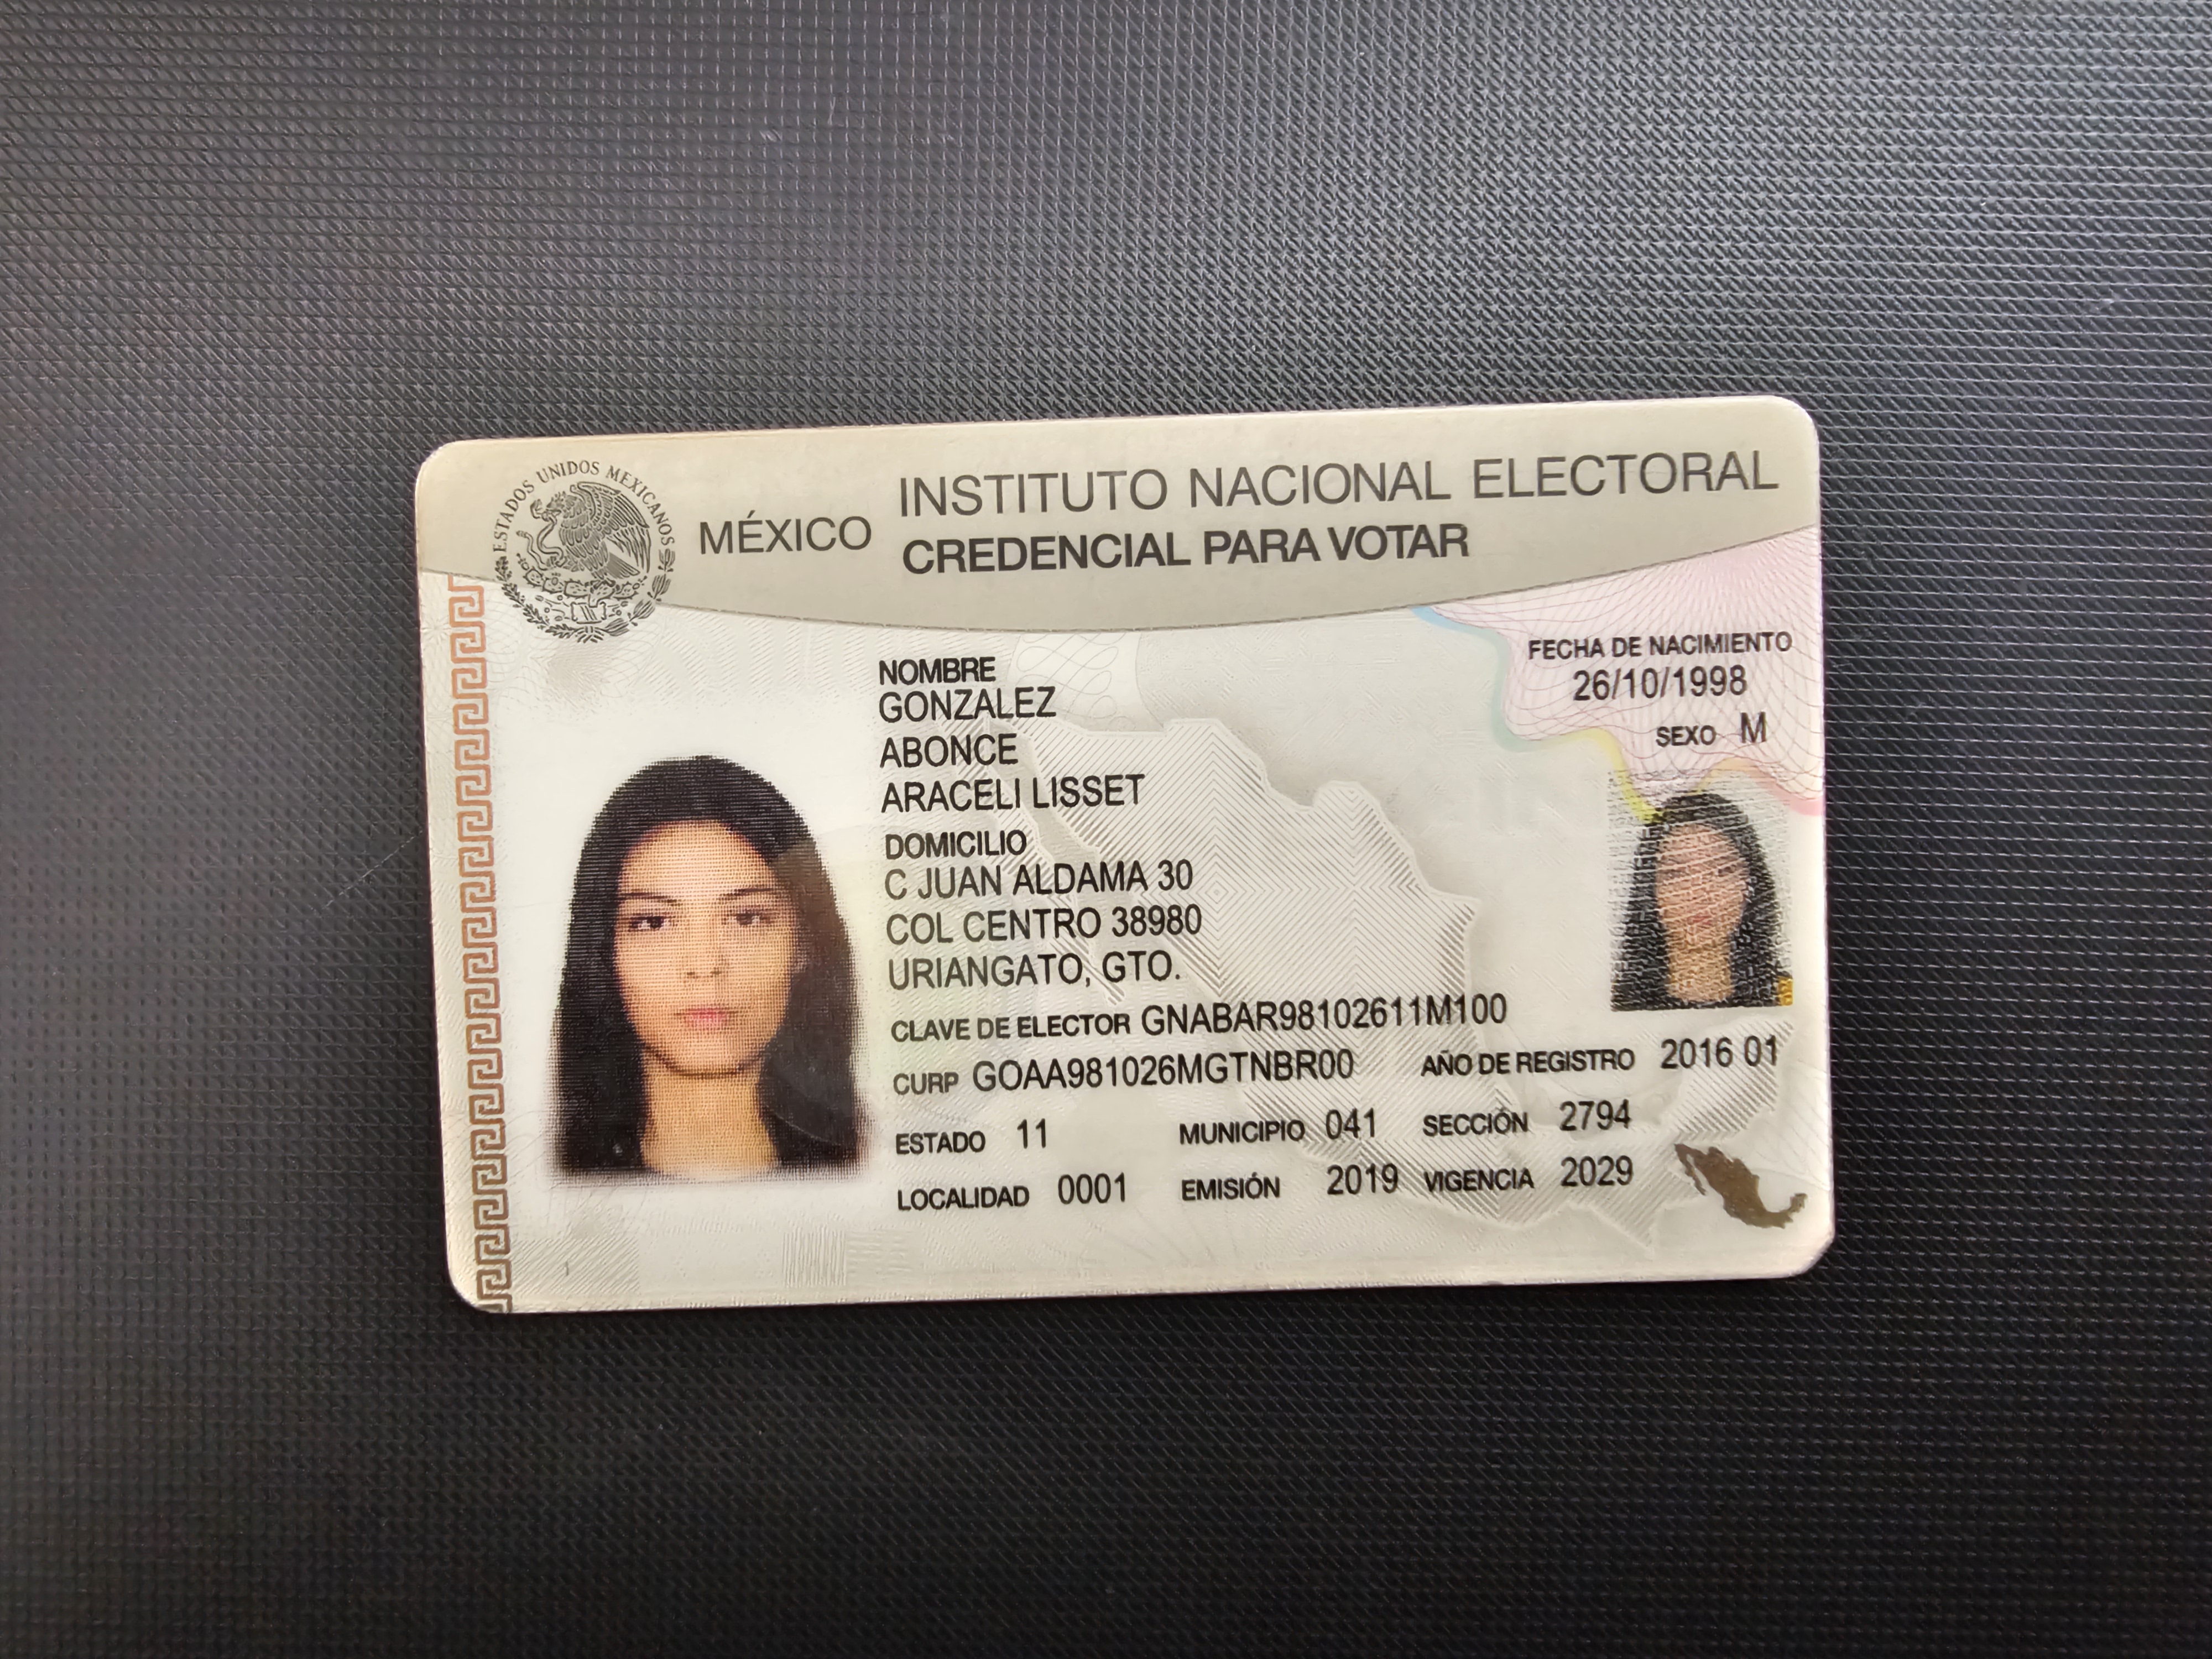 ESTADOS UNIDOS MEXICANOS
MÉXICO
INSTITUTO NACIONAL ELECTORAL
CREDENCIAL PARA VOTAR
NOMBRE
GONZALEZ
ABONCE
ARACELI LISSET
FECHA DE NACIMIENTO
26/10/1998
SEXO M
DOMICILIO
C JUAN ALDAMA 30
COL CENTRO 38980
URIANGATO, GTO.
CLAVE DE ELECTOR GNABAR98102611M100
CURP GOAA981026MGTNBR00 AÑO DE REGISTRO 2016 01
ESTADO 11 MUNICIPIO 041 SECCIÓN 2794
LOCALIDAD 0001 EMISIÓN 2019 VIGENCIA 2029